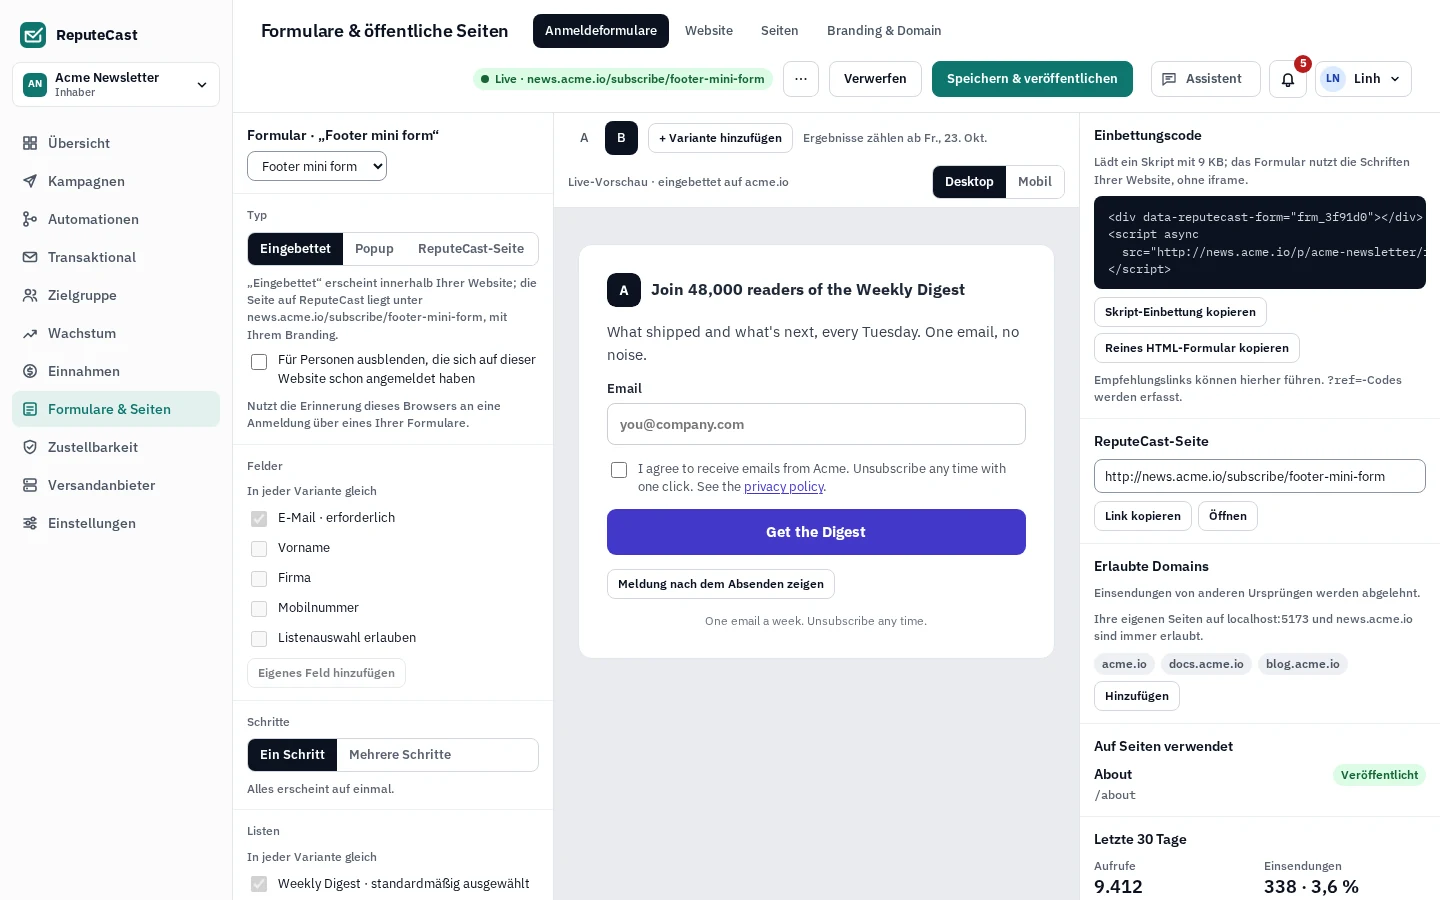 ReputeCast
AN
Acme Newsletter
Inhaber
Übersicht
Kampagnen
Automationen
Transaktional
Zielgruppe
Wachstum
Einnahmen
Formulare & Seiten
Zustellbarkeit
Versandanbieter
Einstellungen
Formulare & öffentliche Seiten
Anmeldeformulare
Website
Seiten
Branding & Domain
Live · news.acme.io/subscribe/footer-mini-form
···
Verwerfen
Speichern & veröffentlichen
Assistent
5
LN
Linh
Formular · „Footer mini form“
Footer mini form
Typ
Eingebettet
Popup
ReputeCast-Seite
„Eingebettet“ erscheint innerhalb Ihrer Website; die
Seite auf ReputeCast liegt unter
news.acme.io/subscribe/footer-mini-form, mit
Ihrem Branding.
Für Personen ausblenden, die sich auf dieser
Website schon angemeldet haben
Nutzt die Erinnerung dieses Browsers an eine
Anmeldung über eines Ihrer Formulare.
Felder
In jeder Variante gleich
E-Mail · erforderlich
Vorname
Firma
Mobilnummer
Listenauswahl erlauben
Eigenes Feld hinzufügen
Schritte
Ein Schritt
Mehrere Schritte
Alles erscheint auf einmal.
Listen
In jeder Variante gleich
Weekly Digest · standardmäßig ausgewählt
A
B
+ Variante hinzufügen
Ergebnisse zählen ab Fr., 23. Okt.
Live-Vorschau · eingebettet auf acme.io
Desktop
Mobil
A
Join 48,000 readers of the Weekly Digest
What shipped and what's next, every Tuesday. One email, no
noise.
Email
you@company.com
I agree to receive emails from Acme. Unsubscribe any time with
one click. See the privacy policy.
Get the Digest
Meldung nach dem Absenden zeigen
One email a week. Unsubscribe any time.
Einbettungscode
Lädt ein Skript mit 9 KB; das Formular nutzt die Schriften
Ihrer Website, ohne iframe.
<div data-reputecast-form="frm_3f91d0"></div>
<script async
src="http://news.acme.io/p/acme-newsletter/
</script>
Skript-Einbettung kopieren
Reines HTML-Formular kopieren
Empfehlungslinks können hierher führen. ?ref=-Codes
werden erfasst.
ReputeCast-Seite
http://news.acme.io/subscribe/footer-mini-form
Link kopieren
Öffnen
Erlaubte Domains
Einsendungen von anderen Ursprüngen werden abgelehnt.
Ihre eigenen Seiten auf localhost:5173 und news.acme.io
sind immer erlaubt.
acme.io
docs.acme.io
blog.acme.io
Hinzufügen
Auf Seiten verwendet
About
Veröffentlicht
/about
Letzte 30 Tage
Aufrufe
Einsendungen
9.412
338 · 3,6 %